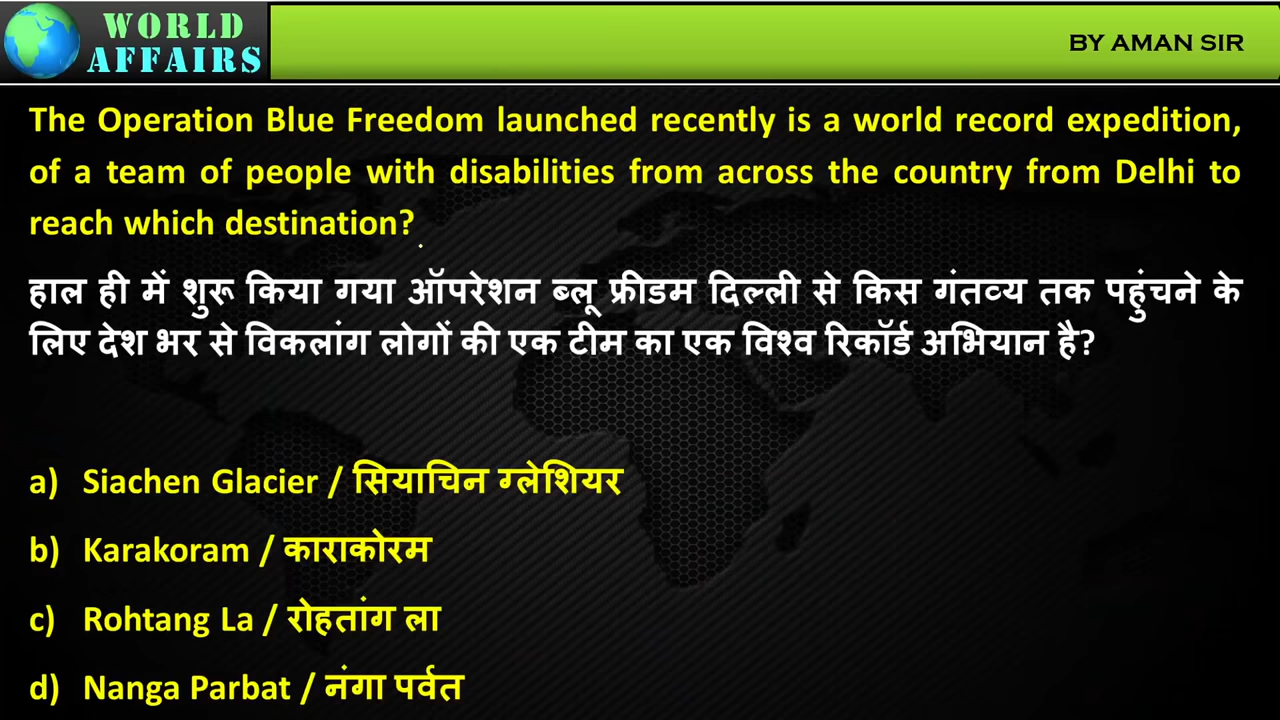 WORLD
AFFAIRS
BY AMAN SIR
The Operation Blue Freedom launched recently is a world record expedition,
of a team of people with disabilities from across the country from Delhi to
reach which destination?
हाल ही में शुरू किया गया ऑपरेशन ब्लू फ्रीडम दिल्ली से किस गंतव्य तक पहुंचने के
लिए देश भर से विकलांग लोगों की एक टीम का एक विश्व रिकॉर्ड अभियान है?
a) Siachen Glacier / सियाचिन ग्लेशियर
b) Karakoram / काराकोरम
c) Rohtang La / रोहतांग ला
d) Nanga Parbat / नंगा पर्वत